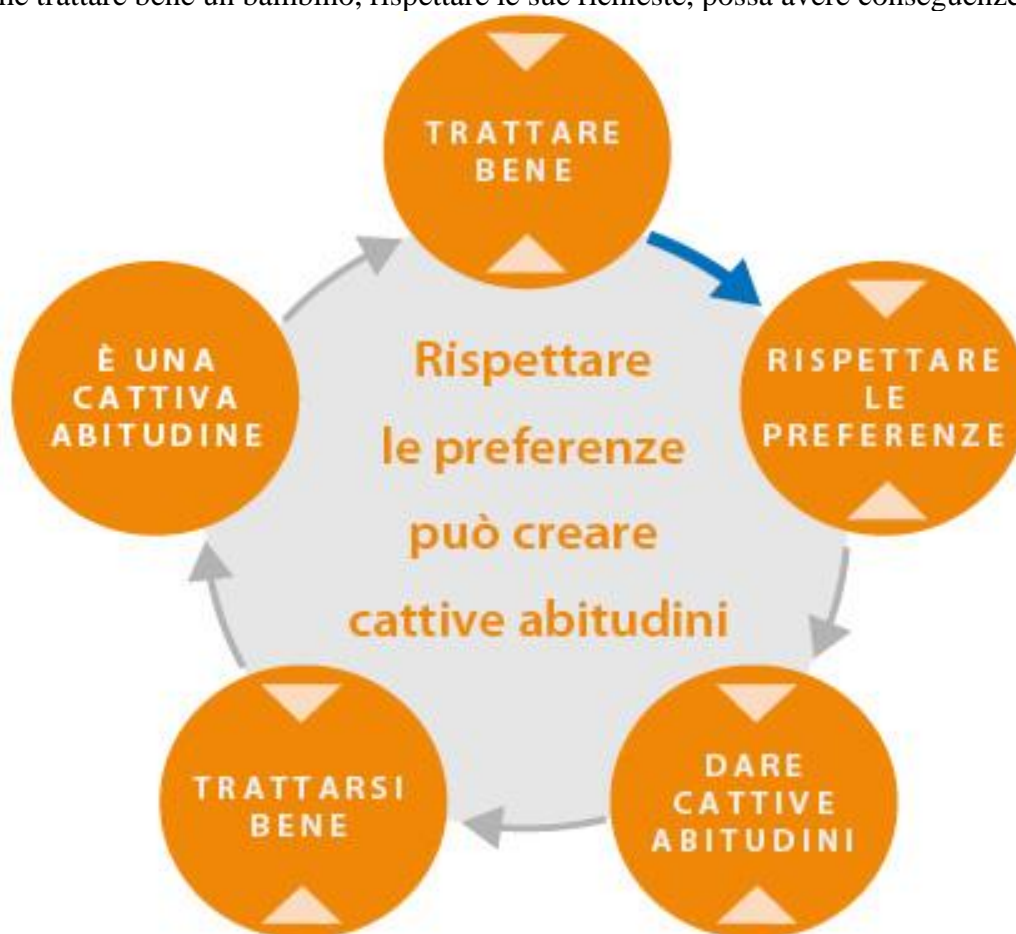 ne trattare bene un bambino, rispettare le sue richieste, possa avere conseguenze
TRATTARE
BENE
RISPETTARE
LE
PREFERENZE
DARE
CATTIVE
ABITUDINI
TRATTARSI
BENE
È UNA
CATTIVA
ABITUDINE
Rispettare
le preferenze
può creare
cattive abitudini